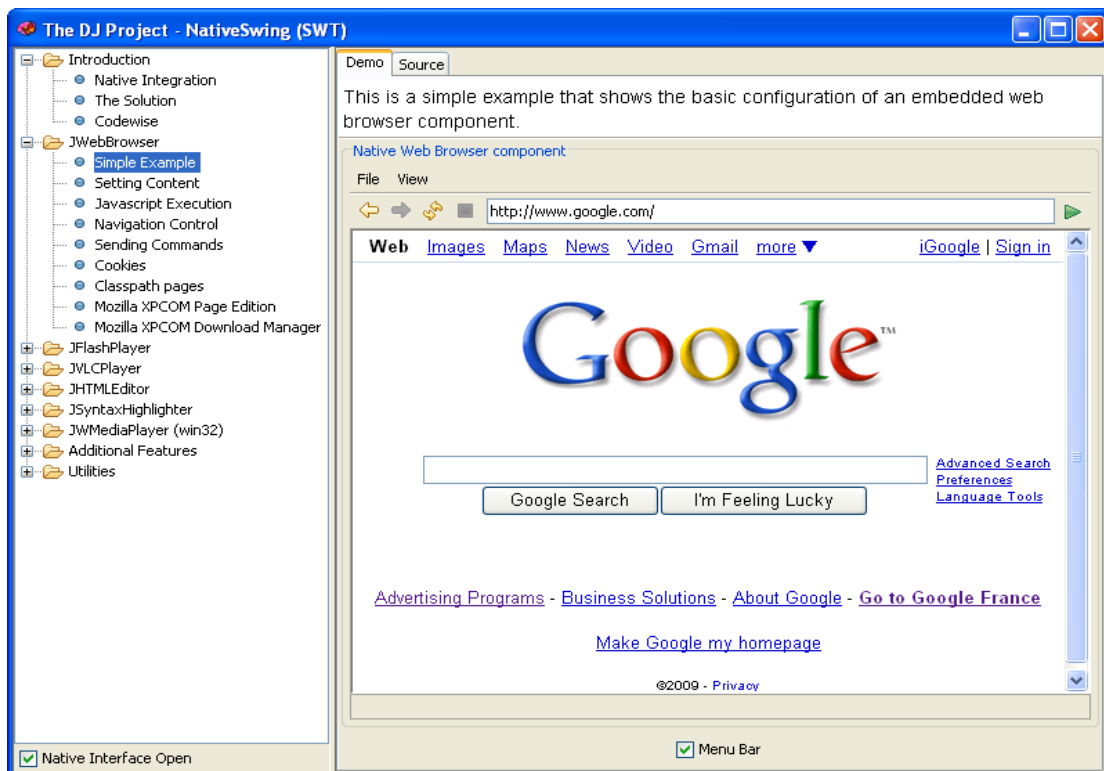 The DJ Project - NativeSwing (SWT)
Introduction
Native Integration
The Solution
Codewise
JWebBrowser
Simple Example
Setting Content
Javascript Execution
Navigation Control
Sending Commands
Cookies
Classpath pages
Mozilla XPCOM Page Edition
Mozilla XPCOM Download Manager
JFlashPlayer
JVLCPlayer
JHTMLEditor
JSyntaxHighlighter
JWMediaPlayer (win32)
Additional Features
Utilities
Native Interface Open
Demo Source
This is a simple example that shows the basic configuration of an embedded web
browser component.
Native Web Browser component
File View
http://www.google.com/
Web Images Maps News Video Gmail more ▼ iGoogle | Sign in
Google™
Advanced Search
Preferences
Language Tools
Google Search I'm Feeling Lucky
Advertising Programs - Business Solutions - About Google - Go to Google France
Make Google my homepage
©2009 - Privacy
Menu Bar